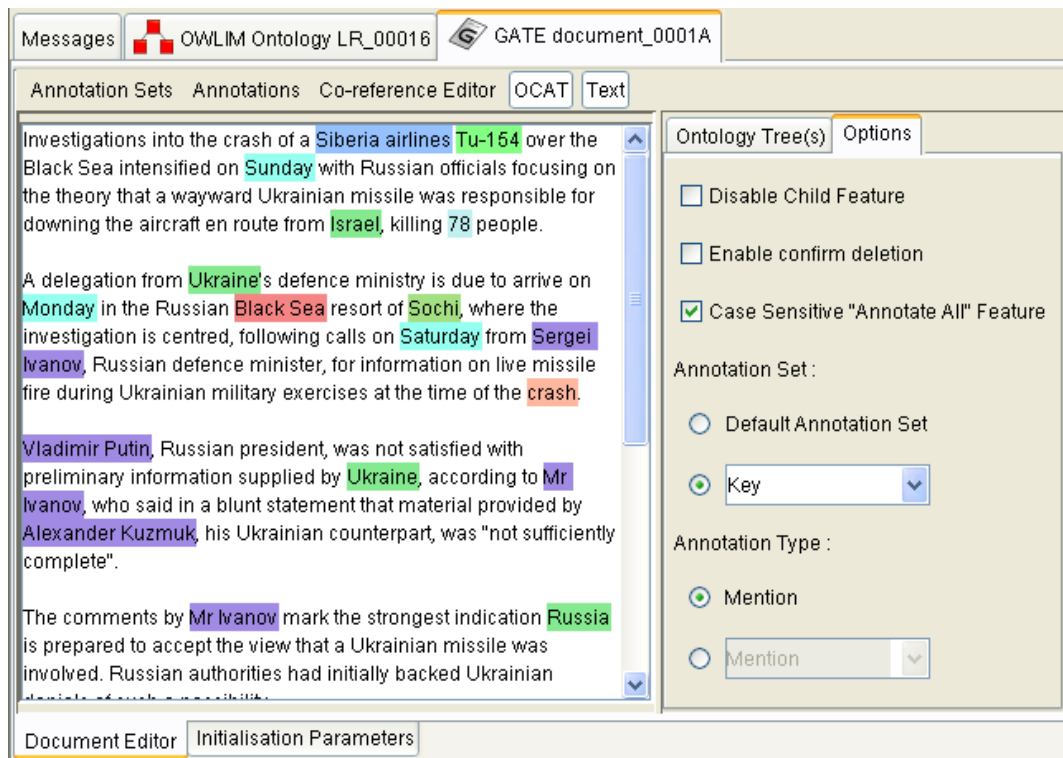 Messages OWLIM Ontology LR_00016 GATE document_0001A
Annotation Sets Annotations Co-reference Editor OCAT Text
Investigations into the crash of a Siberia airlines Tu-154 over the
Black Sea intensified on Sunday with Russian officials focusing on
the theory that a wayward Ukrainian missile was responsible for
downing the aircraft en route from Israel, killing 78 people.
A delegation from Ukraine's defence ministry is due to arrive on
Monday in the Russian Black Sea resort of Sochi, where the
investigation is centred, following calls on Saturday from Sergei
Ivanov, Russian defence minister, for information on live missile
fire during Ukrainian military exercises at the time of the crash.
Vladimir Putin, Russian president, was not satisfied with
preliminary information supplied by Ukraine, according to Mr
Ivanov, who said in a blunt statement that material provided by
Alexander Kuzmuk, his Ukrainian counterpart, was "not sufficiently
complete".
The comments by Mr Ivanov mark the strongest indication Russia
is prepared to accept the view that a Ukrainian missile was
involved. Russian authorities had initially backed Ukrainian
Ontology Tree(s) Options
Disable Child Feature
Enable confirm deletion
Case Sensitive "Annotate All" Feature
Annotation Set :
Default Annotation Set
Key
Annotation Type :
Mention
Mention
Document Editor Initialisation Parameters